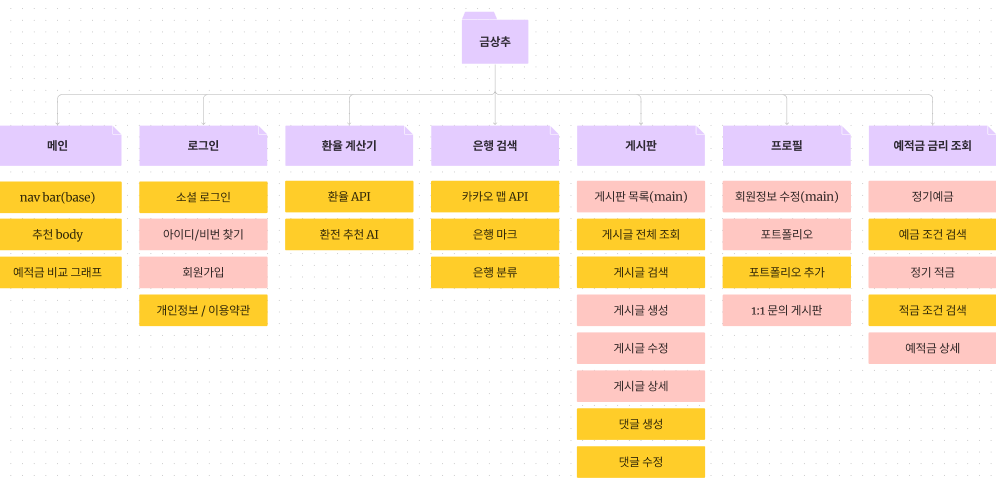 금상추
메인
로그인
환율 계산기
은행 검색
게시판
프로필
예적금 금리 조회
nav bar(base)
추천 body
예적금 비교 그래프
소셜 로그인
아이디/비번 찾기
회원가입
개인정보 / 이용약관
환율 API
환전 추천 AI
카카오 맵 API
은행 마크
은행 분류
게시판 목록(main)
게시글 전체 조회
게시글 검색
게시글 생성
게시글 수정
게시글 상세
댓글 생성
댓글 수정
회원정보 수정(main)
포트폴리오
포트폴리오 추가
1:1 문의 게시판
정기예금
예금 조건 검색
정기 적금
적금 조건 검색
예적금 상세